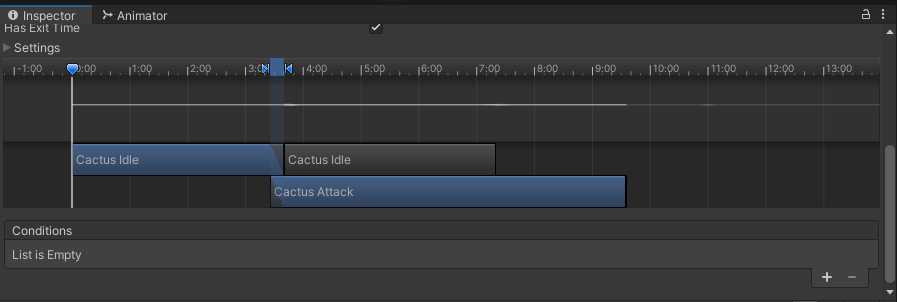 Inspector Animator
Has Exit Time
Settings
-1:00 0:00 1:00 2:00 3:00 4:00 5:00 6:00 7:00 8:00 9:00 10:00 11:00 12:00 13:00
Cactus Idle Cactus Idle
Cactus Attack
Conditions
List is Empty